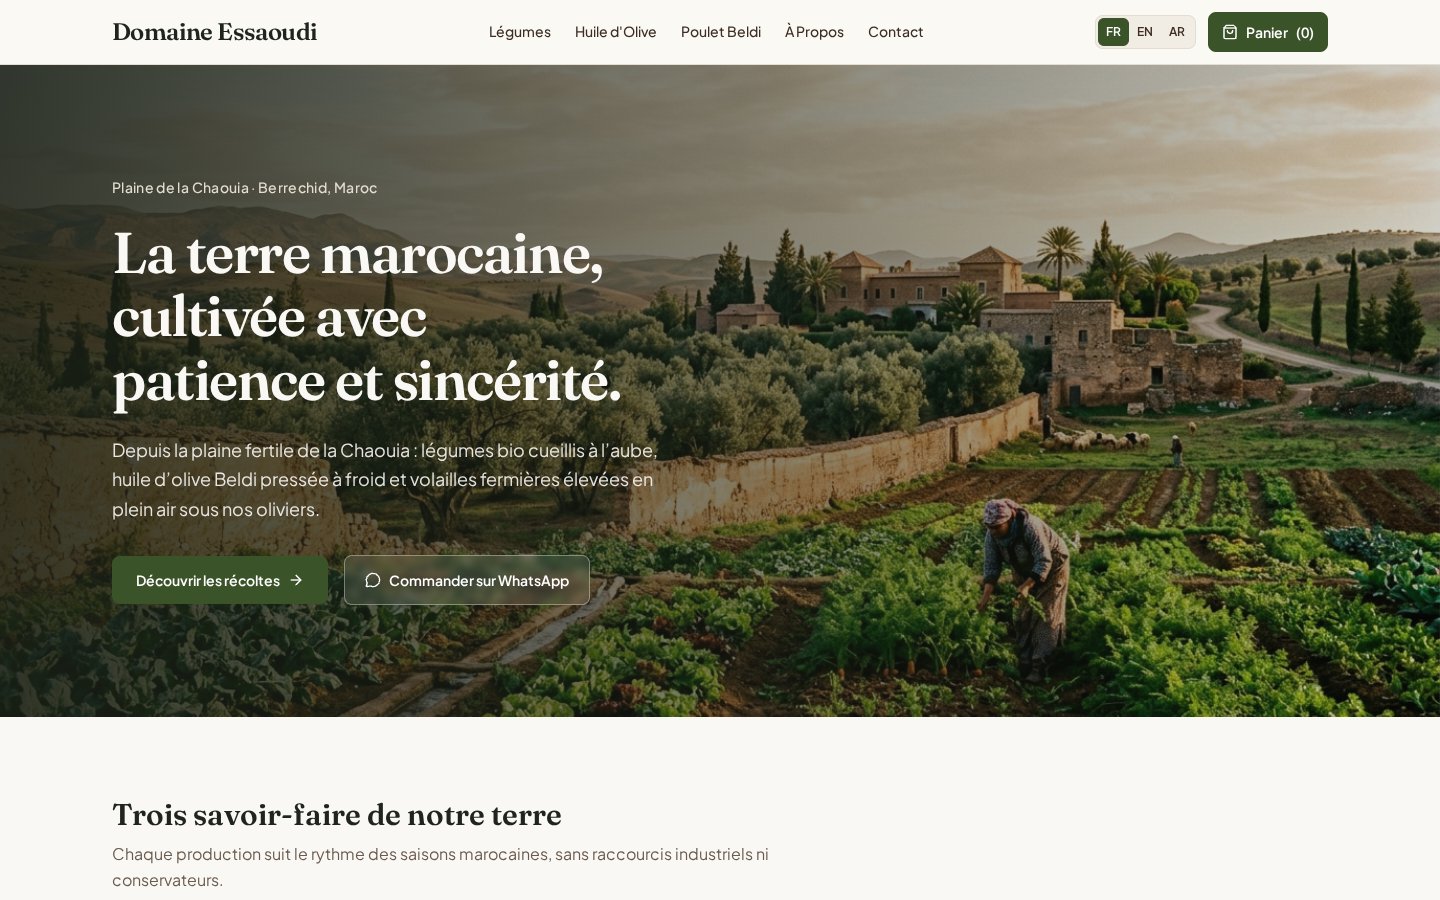 Domaine Essaoudi
Légumes
Huile d'Olive
Poulet Beldi
À Propos
Contact
FR
EN
AR
Panier (0)
Plaine de la Chaouia · Berrechid, Maroc
La terre marocaine,
cultivée avec
patience et sincérité.
Depuis la plaine fertile de la Chaouia : légumes bio cueillis à l’aube,
huile d’olive Beldi pressée à froid et volailles fermières élevées en
plein air sous nos oliviers.
Découvrir les récoltes →
Commander sur WhatsApp
Trois savoir-faire de notre terre
Chaque production suit le rythme des saisons marocaines, sans raccourcis industriels ni
conservateurs.